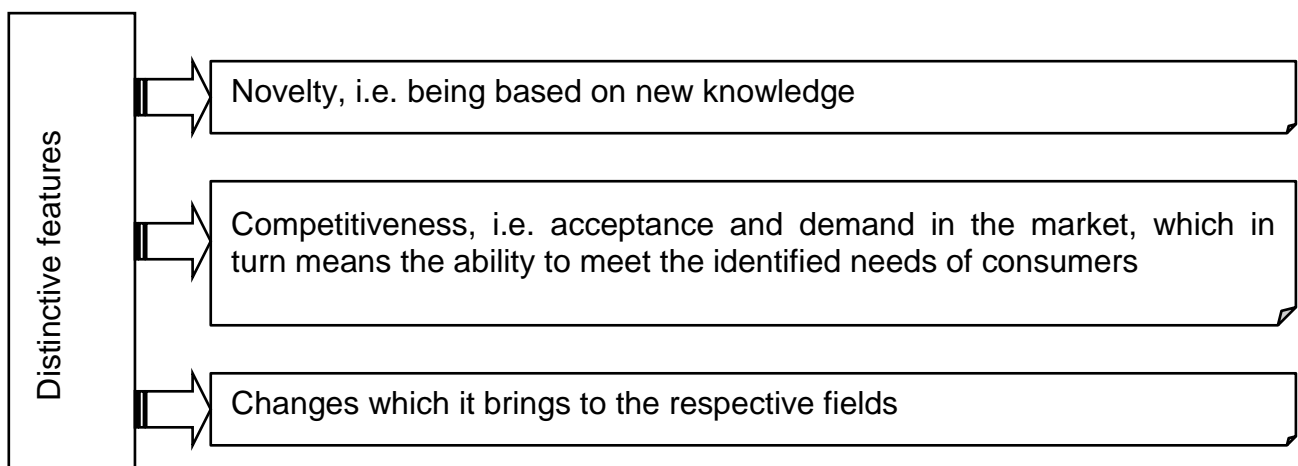 Distinctive features
Novelty, i.e. being based on new knowledge
Competitiveness, i.e. acceptance and demand in the market, which in
turn means the ability to meet the identified needs of consumers
Changes which it brings to the respective fields